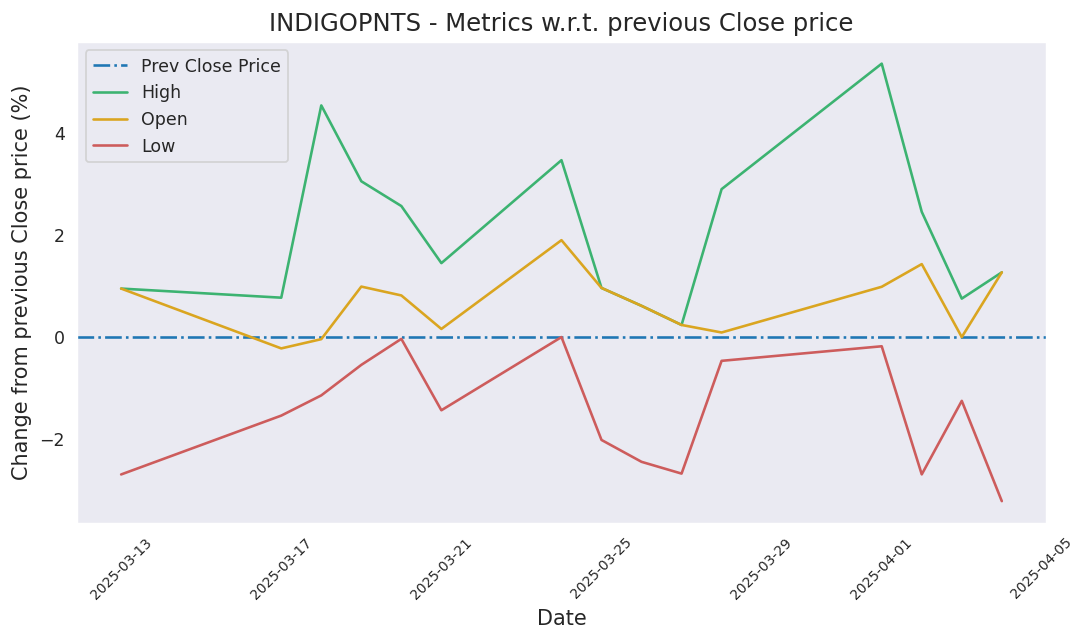 INDIGOPNTS - Metrics w.r.t. previous Close price
Prev Close Price
High
Open
Low
Change from previous Close price (%)
4
2
0
−2
2025-03-13
2025-03-17
2025-03-21
2025-03-25
2025-03-29
2025-04-01
2025-04-05
Date